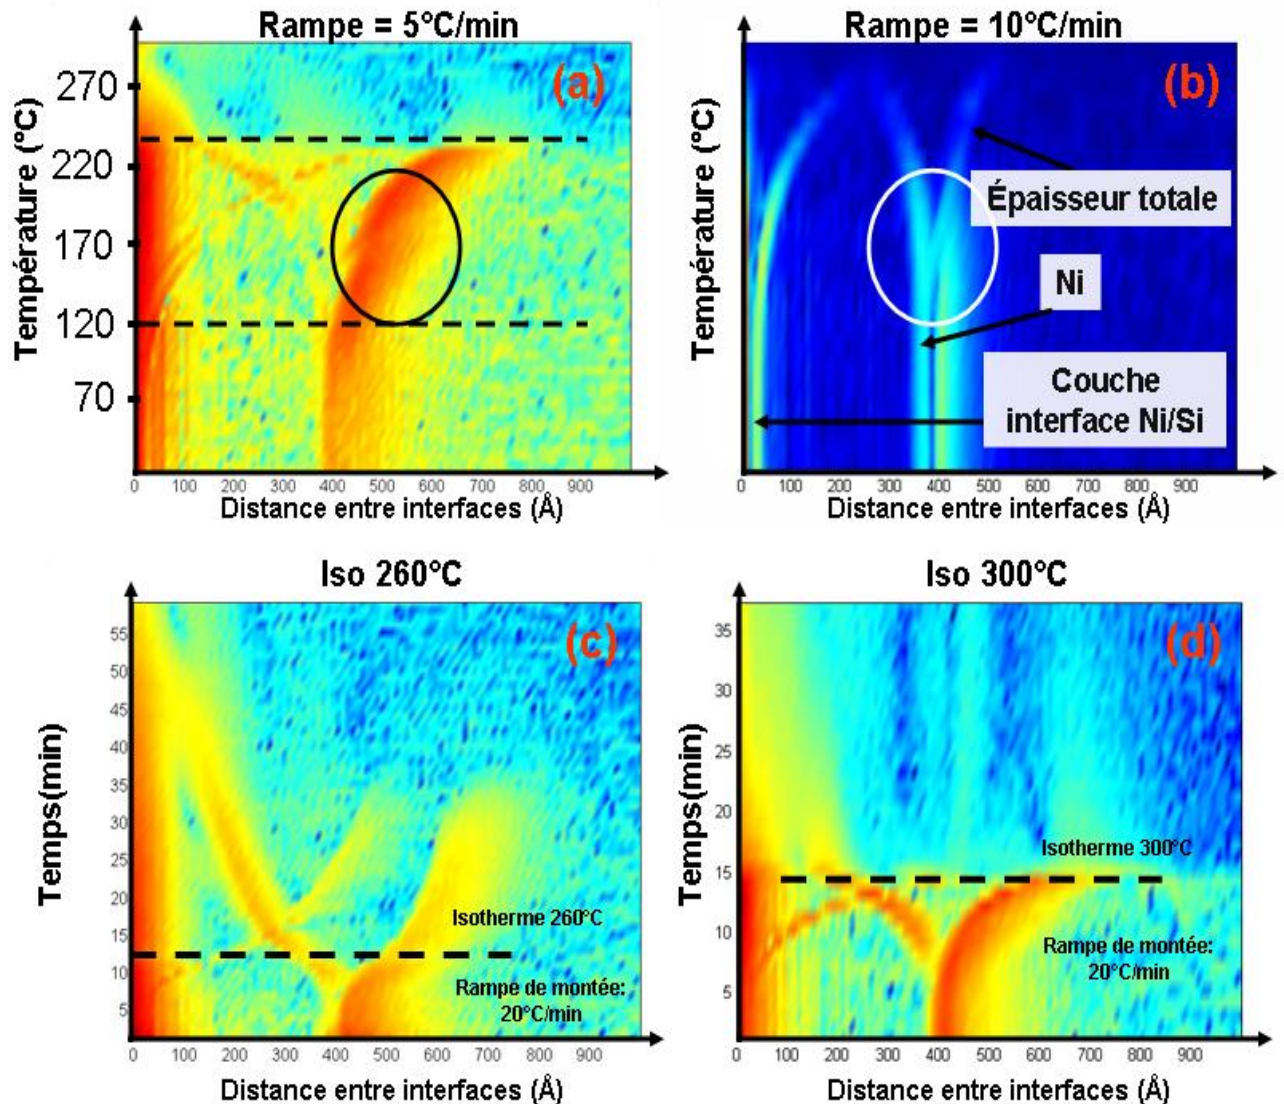 Rampe = 5°C/min
(a)
Température (°C)
270
220
170
120
70
0 100 200 300 400 500 600 700 800 900
Distance entre interfaces (Å)
Rampe = 10°C/min
(b)
Température (°C)
Épaisseur totale
Ni
Couche
interface Ni/Si
0 100 200 300 400 500 600 700 800 900
Distance entre interfaces (Å)
Iso 260°C
(c)
Temps(min)
55
50
45
40
35
30
25
20
15
10
5
Isotherme 260°C
Rampe de montée:
20°C/min
0 100 200 300 400 500 600 700 800 900
Distance entre interfaces (Å)
Iso 300°C
(d)
Temps(min)
35
30
25
20
15
10
5
Isotherme 300°C
Rampe de montée:
20°C/min
0 100 200 300 400 500 600 700 800 900
Distance entre interfaces (Å)